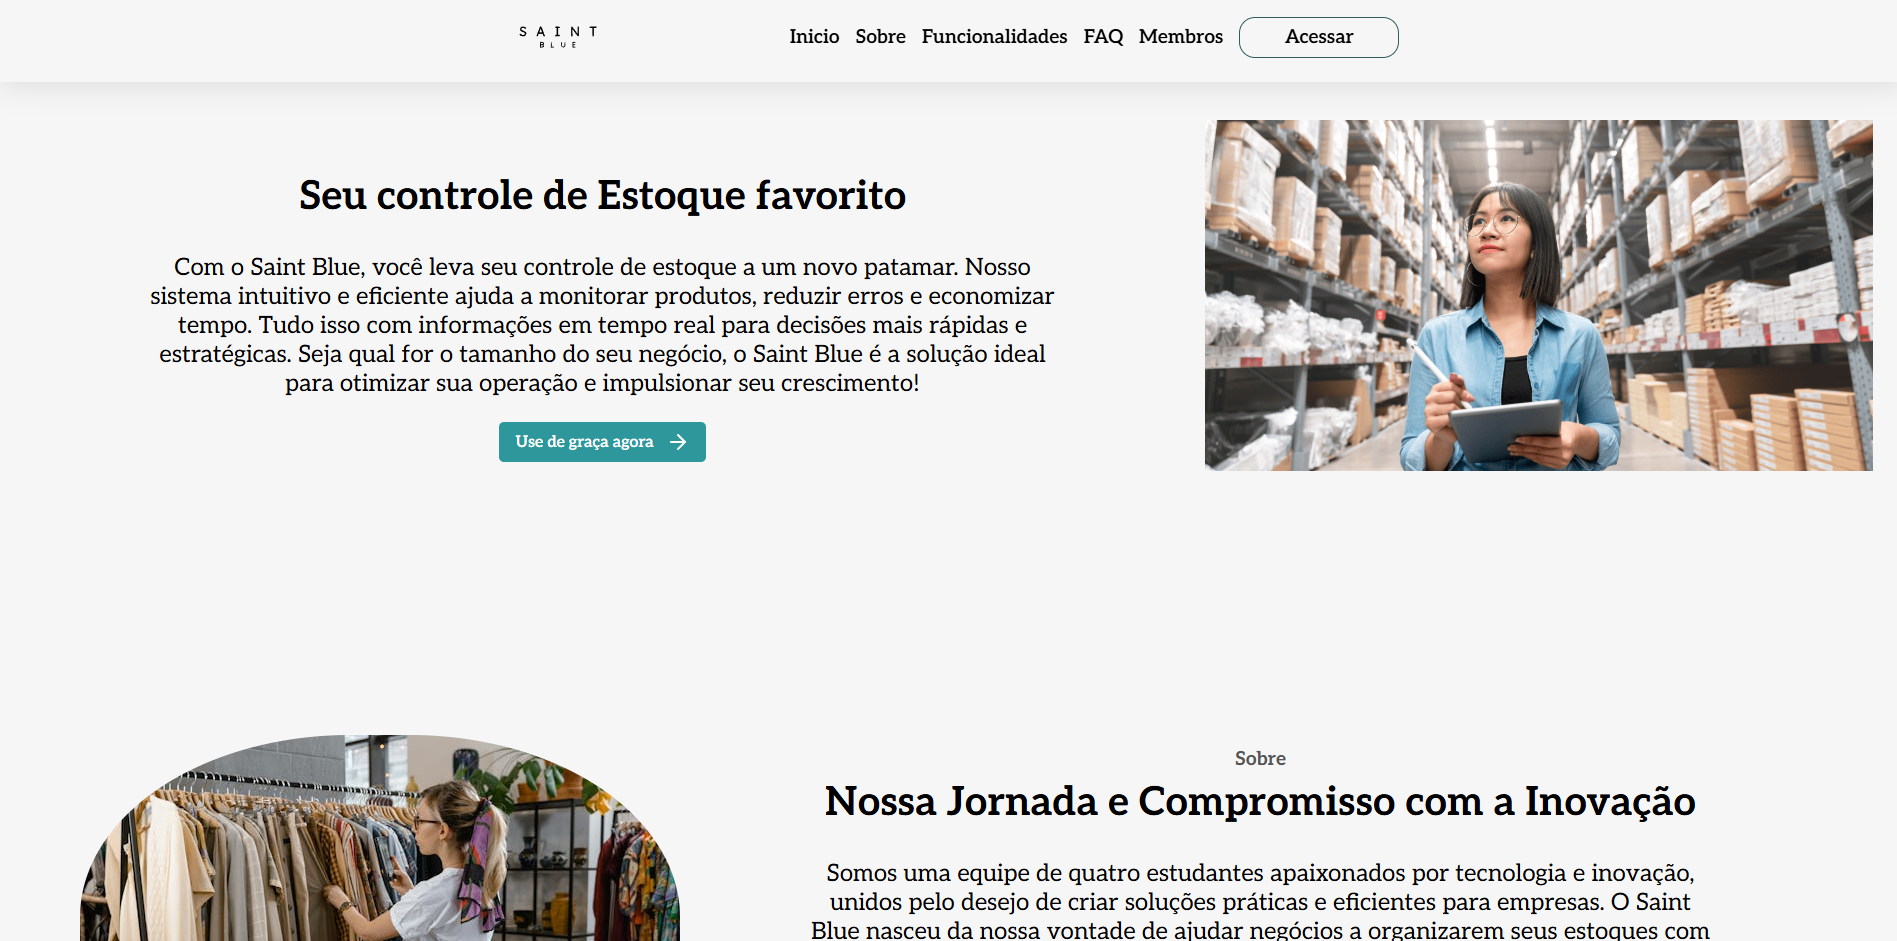 SAINT
BLUE
Inicio Sobre Funcionalidades FAQ Membros Acessar
Seu controle de Estoque favorito
Com o Saint Blue, você leva seu controle de estoque a um novo patamar. Nosso
sistema intuitivo e eficiente ajuda a monitorar produtos, reduzir erros e economizar
tempo. Tudo isso com informações em tempo real para decisões mais rápidas e
estratégicas. Seja qual for o tamanho do seu negócio, o Saint Blue é a solução ideal
para otimizar sua operação e impulsionar seu crescimento!
Use de graça agora
Sobre
Nossa Jornada e Compromisso com a Inovação
Somos uma equipe de quatro estudantes apaixonados por tecnologia e inovação,
unidos pelo desejo de criar soluções práticas e eficientes para empresas. O Saint
Blue nasceu da nossa vontade de ajudar negócios a organizarem seus estoques com